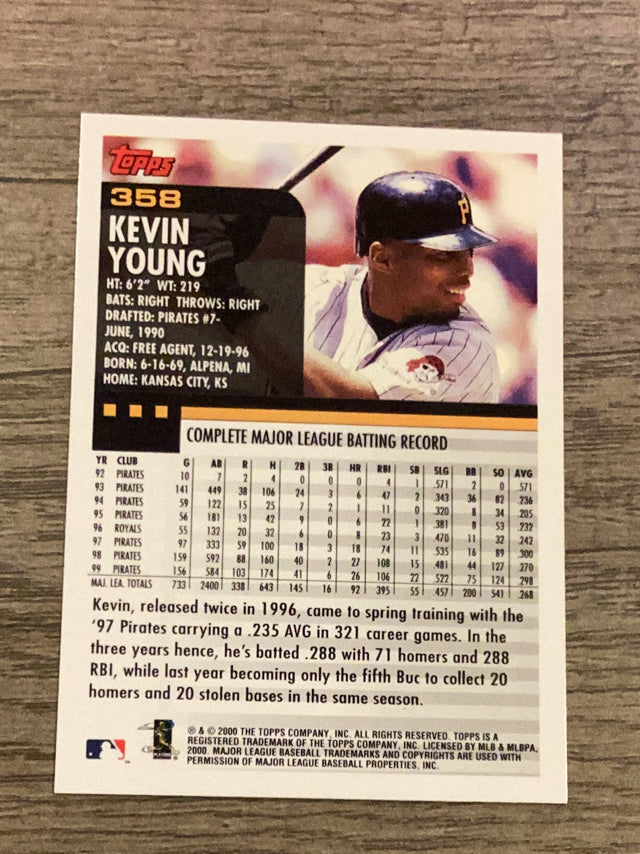 Topps
358
KEVIN
YOUNG
HT: 6'2" WT: 219
BATS: RIGHT THROWS: RIGHT
DRAFTED: PIRATES #7-
JUNE, 1990
ACQ: FREE AGENT, 12-19-96
BORN: 6-16-69, ALPENA, MI
HOME: KANSAS CITY, KS
P
COMPLETE MAJOR LEAGUE BATTING RECORD
YR CLUB G AB R H 2B 3B HR RBI SB SLG BB SO AVG
92 PIRATES 10 7 2 4 0 0 0 4 1 .571 2 0 .571
93 PIRATES 141 449 38 106 24 3 6 47 2 .343 36 82 .236
94 PIRATES 59 122 15 25 7 2 1 11 0 .320 8 34 .205
95 PIRATES 56 181 13 42 9 0 6 22 1 .381 8 53 .232
96 ROYALS 55 132 20 32 6 0 8 23 3 .470 11 32 .242
97 PIRATES 97 333 59 100 18 3 18 74 11 .535 16 89 .300
98 PIRATES 159 592 88 160 40 2 27 108 15 .481 44 127 .270
99 PIRATES 156 584 103 174 41 6 26 106 22 .522 75 124 .298
MAJ. LEA. TOTALS 733 2400 338 643 145 16 92 395 55 .457 200 541 .268
Kevin, released twice in 1996, came to spring training with the
'97 Pirates carrying a .235 AVG in 321 career games. In the
three years hence, he's batted .288 with 71 homers and 288
RBI, while last year becoming only the fifth Buc to collect 20
homers and 20 stolen bases in the same season.
® & © 2000 THE TOPPS COMPANY, INC. ALL RIGHTS RESERVED. TOPPS IS A
REGISTERED TRADEMARK OF THE TOPPS COMPANY, INC. LICENSED BY MLB & MLBPA,
2000. MAJOR LEAGUE BASEBALL TRADEMARKS AND COPYRIGHTS ARE USED WITH
PERMISSION OF MAJOR LEAGUE BASEBALL PROPERTIES, INC.